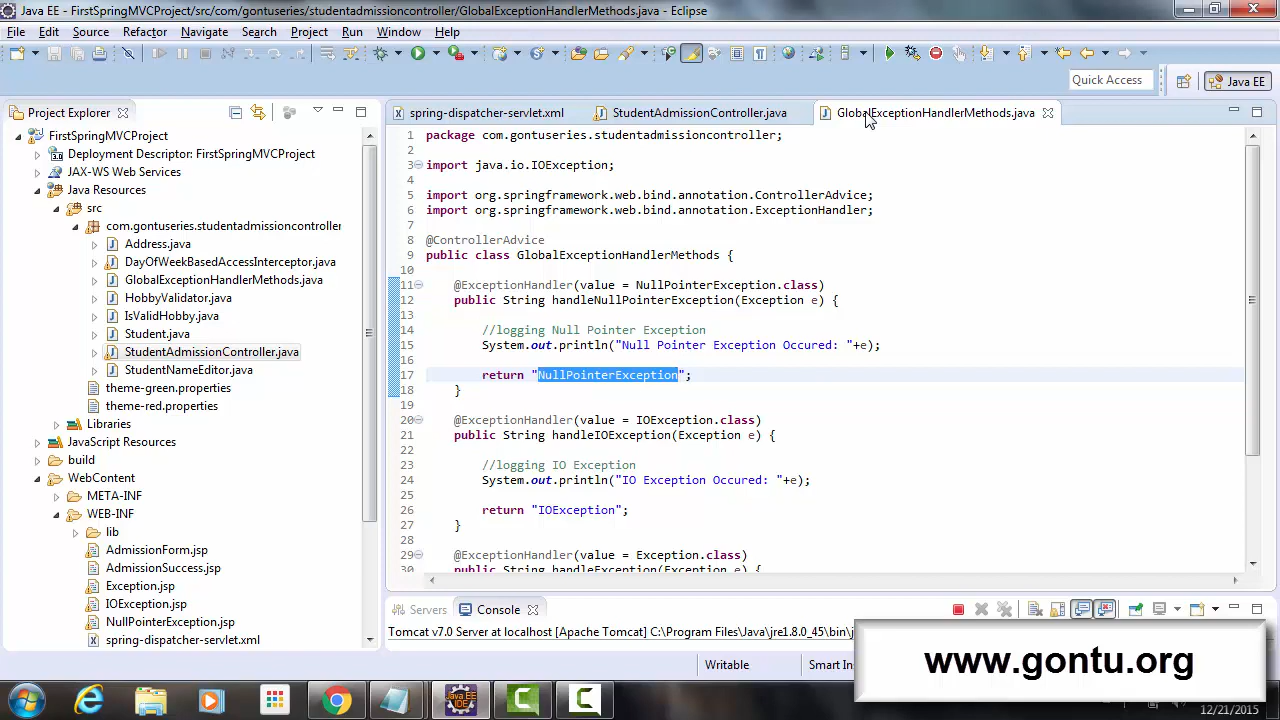 Java EE - FirstSpringMVCProject/src/com/gontuseries/studentadmissioncontroller/GlobalExceptionHandlerMethods.java - Eclipse
File Edit Source Refactor Navigate Search Project Run Window Help
Quick Access
Java EE
Project Explorer
spring-dispatcher-servlet.xml
StudentAdmissionController.java
GlobalExceptionHandlerMethods.java
FirstSpringMVCProject
Deployment Descriptor: FirstSpringMVCProject
JAX-WS Web Services
Java Resources
src
com.gontuseries.studentadmissioncontroller
Address.java
DayOfWeekBasedAccessInterceptor.java
GlobalExceptionHandlerMethods.java
HobbyValidator.java
IsValidHobby.java
Student.java
StudentAdmissionController.java
StudentNameEditor.java
theme-green.properties
theme-red.properties
Libraries
JavaScript Resources
build
WebContent
META-INF
WEB-INF
lib
AdmissionForm.jsp
AdmissionSuccess.jsp
Exception.jsp
IOException.jsp
NullPointerException.jsp
spring-dispatcher-servlet.xml
1 package com.gontuseries.studentadmissioncontroller;
2
3 import java.io.IOException;
4
5 import org.springframework.web.bind.annotation.ControllerAdvice;
6 import org.springframework.web.bind.annotation.ExceptionHandler;
7
8 @ControllerAdvice
9 public class GlobalExceptionHandlerMethods {
10
11 @ExceptionHandler(value = NullPointerException.class)
12 public String handleNullPointerException(Exception e) {
13
14 //logging Null Pointer Exception
15 System.out.println("Null Pointer Exception Occured: "+e);
16
17 return "NullPointerException";
18 }
19
20 @ExceptionHandler(value = IOException.class)
21 public String handleIOException(Exception e) {
22
23 //logging IO Exception
24 System.out.println("IO Exception Occured: "+e);
25
26 return "IOException";
27 }
28
29 @ExceptionHandler(value = Exception.class)
30 public String handleException(Exception e) {
Servers
Console
Tomcat v7.0 Server at localhost [Apache Tomcat] C:\Program Files\Java\jre1.8.0_45\bin\
Writable
Smart In
www.gontu.org
Java EE
IDE
12/21/2015